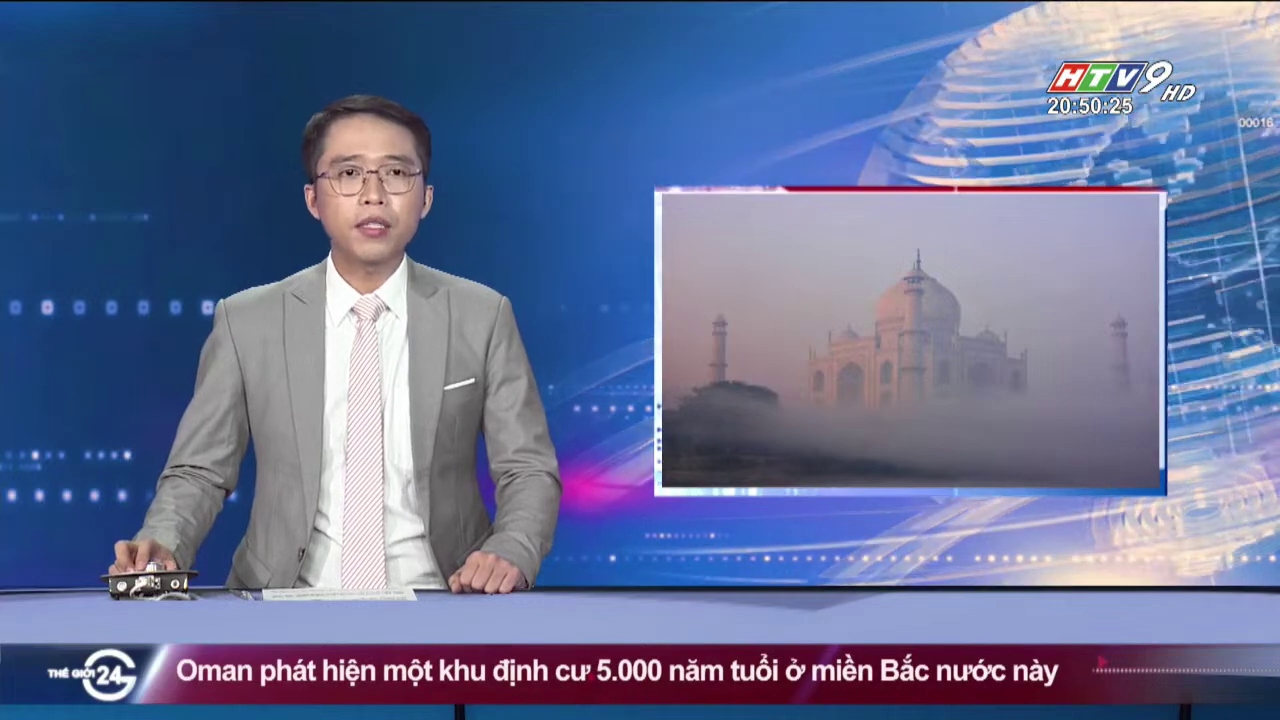 HTV9 HD
20:50:25
00016
THẾ GIỚI 24G
Oman phát hiện một khu định cư 5.000 năm tuổi ở miền Bắc nước này